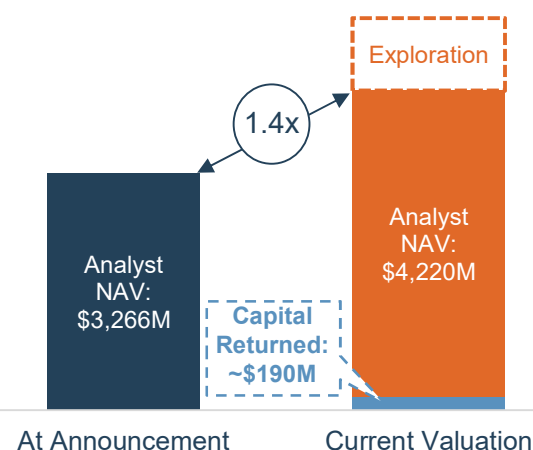 Exploration
1.4x
Analyst
NAV:
$4,220M
Analyst
NAV:
$3,266M
Capital
Returned:
~$190M
At Announcement
Current Valuation